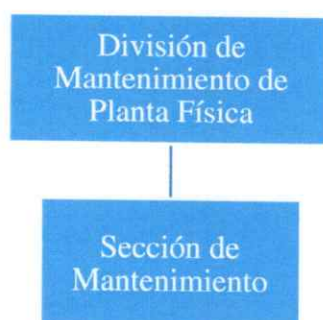 División de
Mantenimiento de
Planta Física
Sección de
Mantenimiento